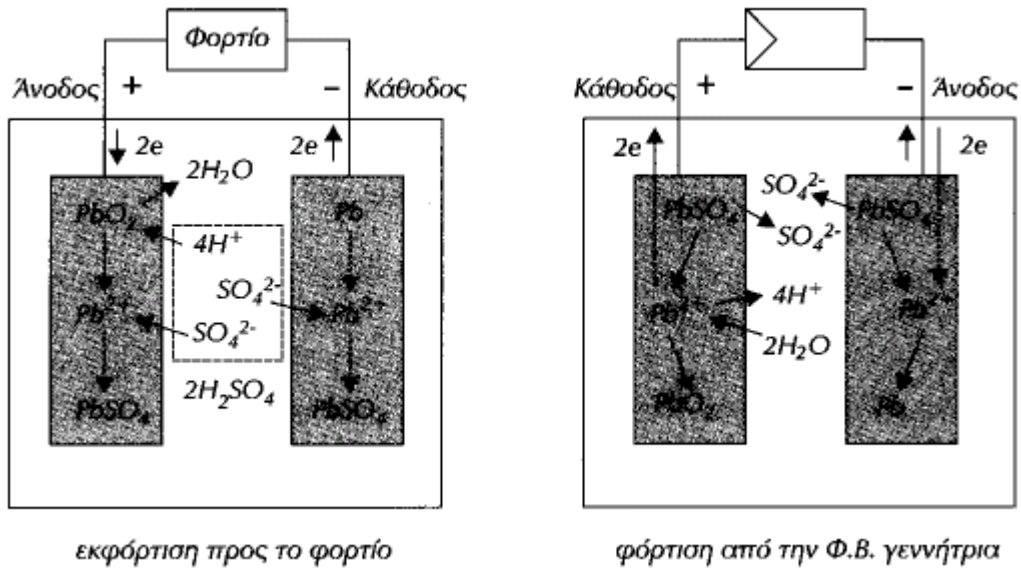 Φορτίο
Άνοδος + − Κάθοδος
2e 2e
2H₂O
PbO₂ Pb
4H⁺
SO₄²⁻
Pb²⁺ Pb²⁺
SO₄²⁻
2H₂SO₄
PbSO₄ PbSO₄
εκφόρτιση προς το φορτίο
Κάθοδος + − Άνοδος
2e 2e
SO₄²⁻
PbSO₄ PbSO₄
SO₄²⁻
4H⁺
Pb²⁺ Pb²⁺
2H₂O
PbO₂ Pb
φόρτιση από την Φ.Β. γεννήτρια